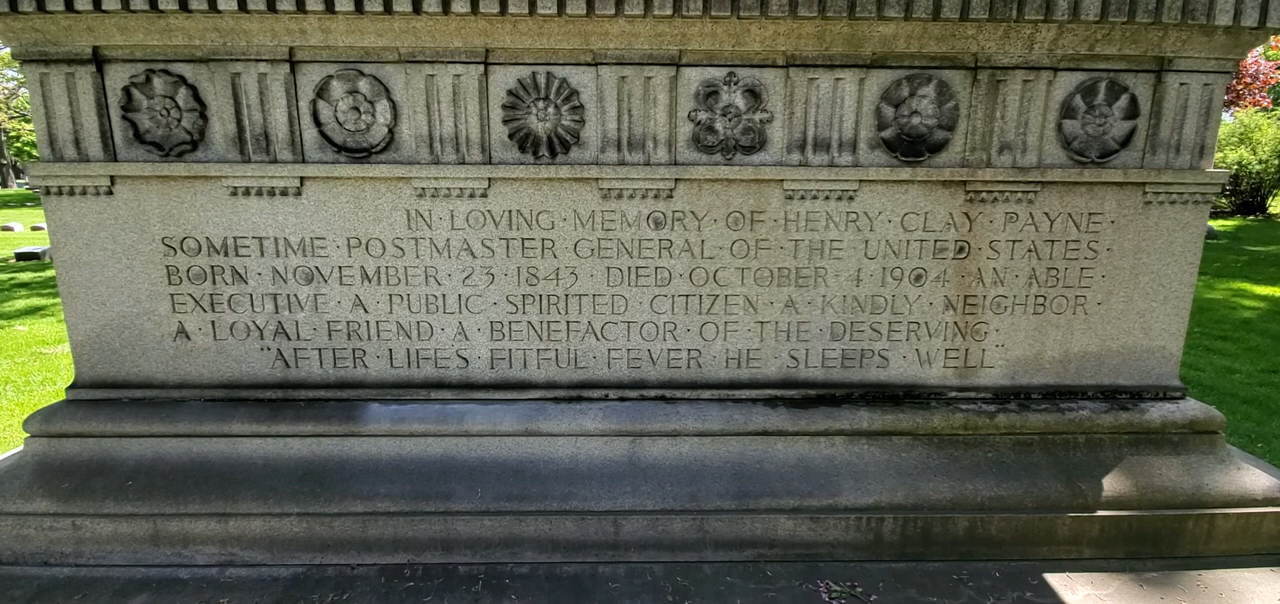 IN·LOVING·MEMORY·OF·HENRY·CLAY·PAYNE·
SOMETIME·POSTMASTER·GENERAL·OF·THE·UNITED·STATES·
BORN·NOVEMBER·23·1843·DIED·OCTOBER·4·1904·AN·ABLE·
EXECUTIVE·A·PUBLIC·SPIRITED·CITIZEN·A·KINDLY·NEIGHBOR·
A·LOYAL·FRIEND·A·BENEFACTOR·OF·THE·DESERVING·
"AFTER·LIFE'S·FITFUL·FEVER·HE·SLEEPS·WELL"